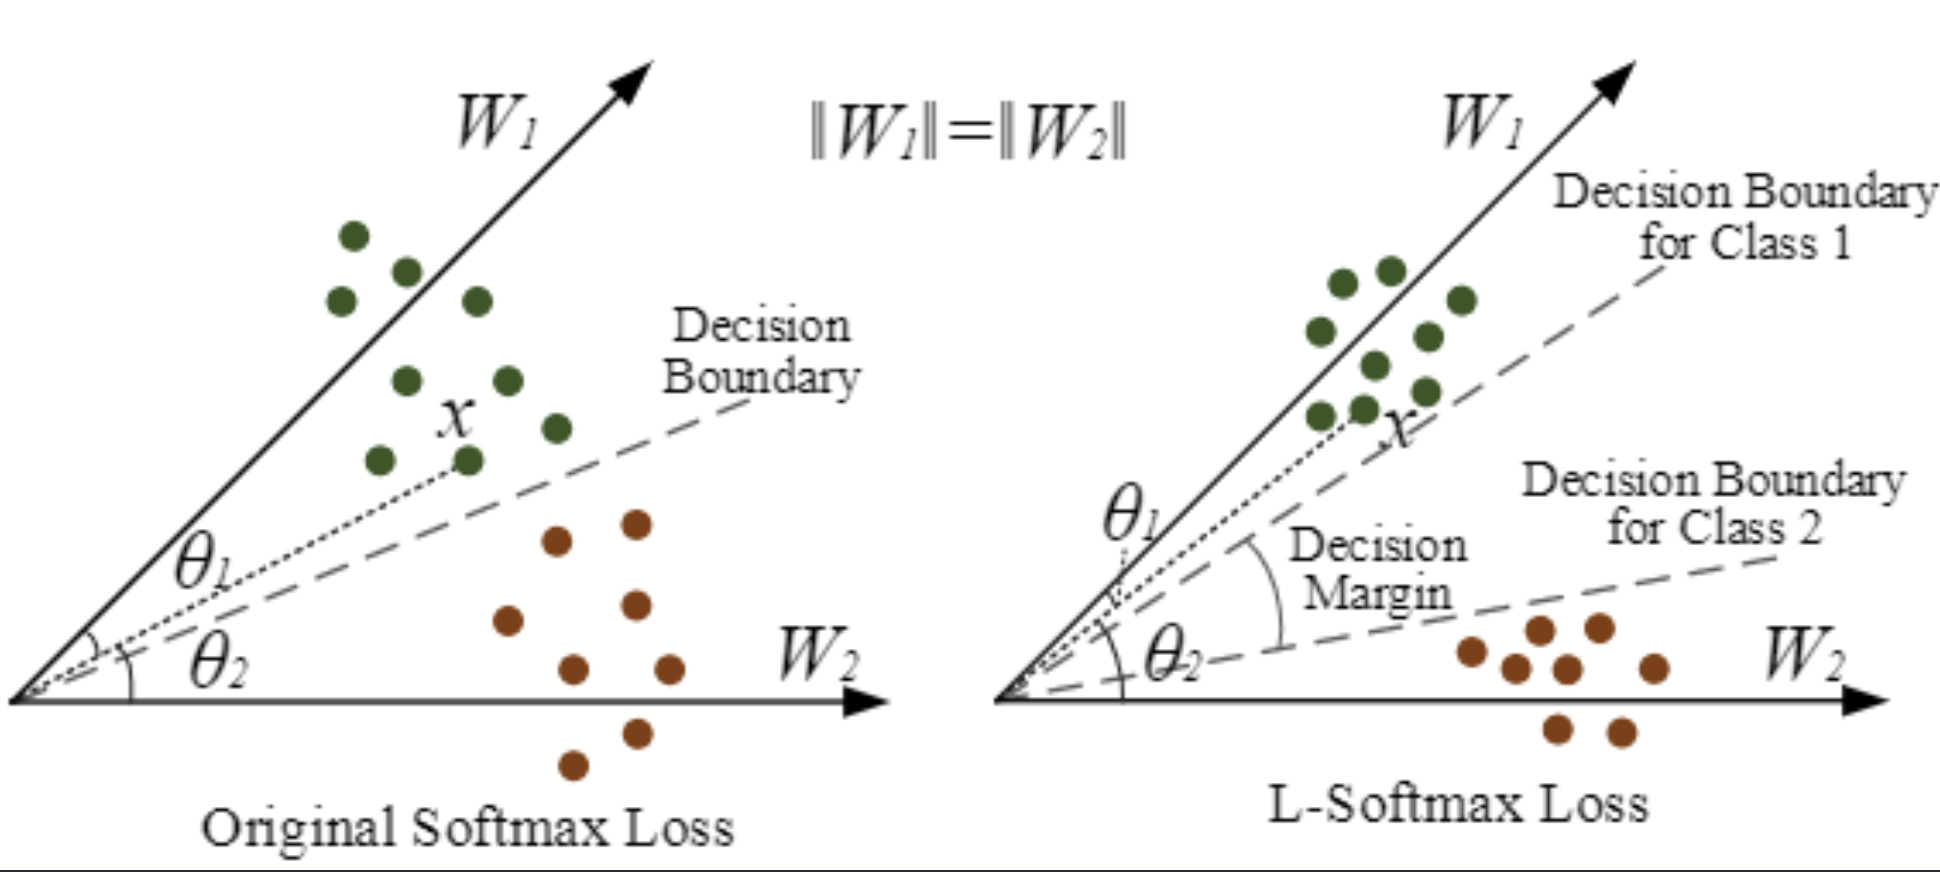 W₁
‖W₁‖=‖W₂‖
Decision
Boundary
x
θ₁
θ₂
W₂
Original Softmax Loss
W₁
Decision Boundary
for Class 1
x
θ₁
Decision Boundary
for Class 2
Decision
Margin
θ₂
W₂
L-Softmax Loss